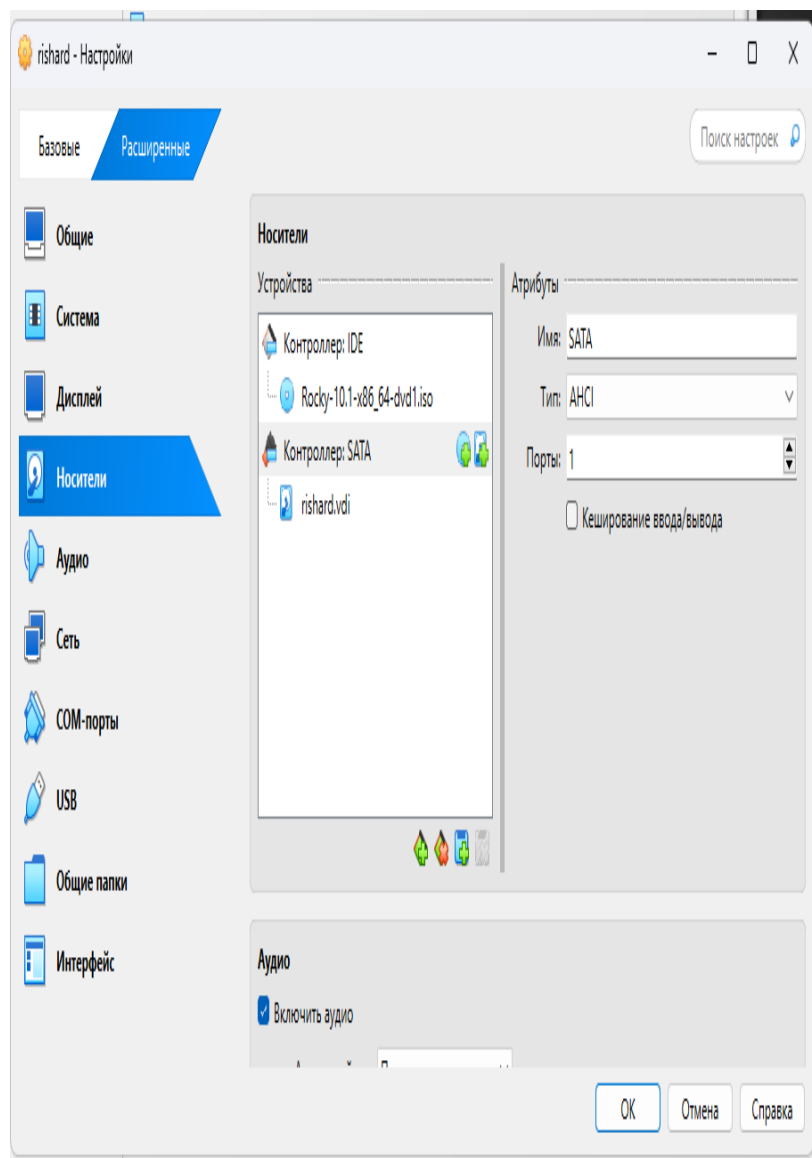 rishard - Настройки
Базовые
Расширенные
Поиск настроек
Общие
Система
Дисплей
Носители
Аудио
Сеть
COM-порты
USB
Общие папки
Интерфейс
Носители
Устройства
Контроллер: IDE
Rocky-10.1-x86_64-dvd1.iso
Контроллер: SATA
rishard.vdi
Атрибуты
Имя: SATA
Тип: AHCI
Порты: 1
Кеширование ввода/вывода
Аудио
Включить аудио
OK
Отмена
Справка